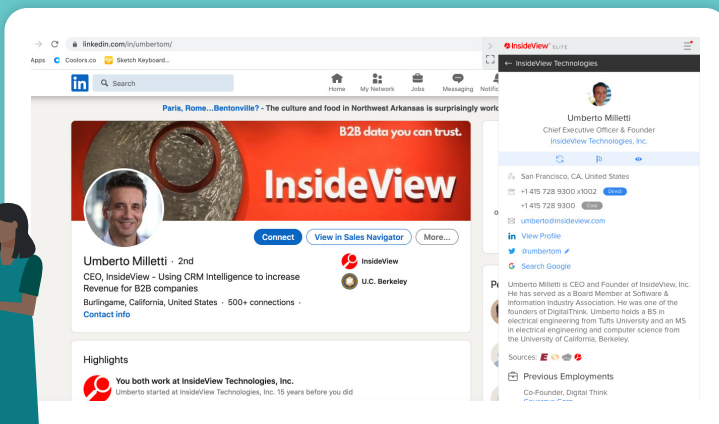 linkedin.com/in/umbertom/
Apps Coolors.co Sketch Keyboard...
in Search
Home My Network Jobs Messaging
Paris, Rome...Bentonville? - The culture and food in Northwest Arkansas is surprisingly
B2B data you can trust.
InsideView
Connect View in Sales Navigator More...
Umberto Milletti · 2nd
CEO, InsideView - Using CRM Intelligence to increase
Revenue for B2B companies
Burlingame, California, United States · 500+ connections ·
Contact info
InsideView
U.C. Berkeley
Highlights
You both work at InsideView Technologies, Inc.
Umberto started at InsideView Technologies, Inc. 15 years before you did
InsideView ELITE
← InsideView Technologies
Umberto Milletti
Chief Executive Officer & Founder
InsideView Technologies, Inc.
San Francisco, CA, United States
+1 415 728 9300 x1002 Direct
+1 415 728 9300 Corp
umberto@insideview.com
in View Profile
@umbertom
G Search Google
Umberto Milletti is CEO and Founder of InsideView, Inc.
He has served as a Board Member at Software &
Information Industry Association. He was one of the
founders of DigitalThink. Umberto holds a BS in
electrical engineering from Tufts University and an MS
in electrical engineering and computer science from
the University of California, Berkeley.
Sources:
Previous Employments
Co-Founder, Digital Think